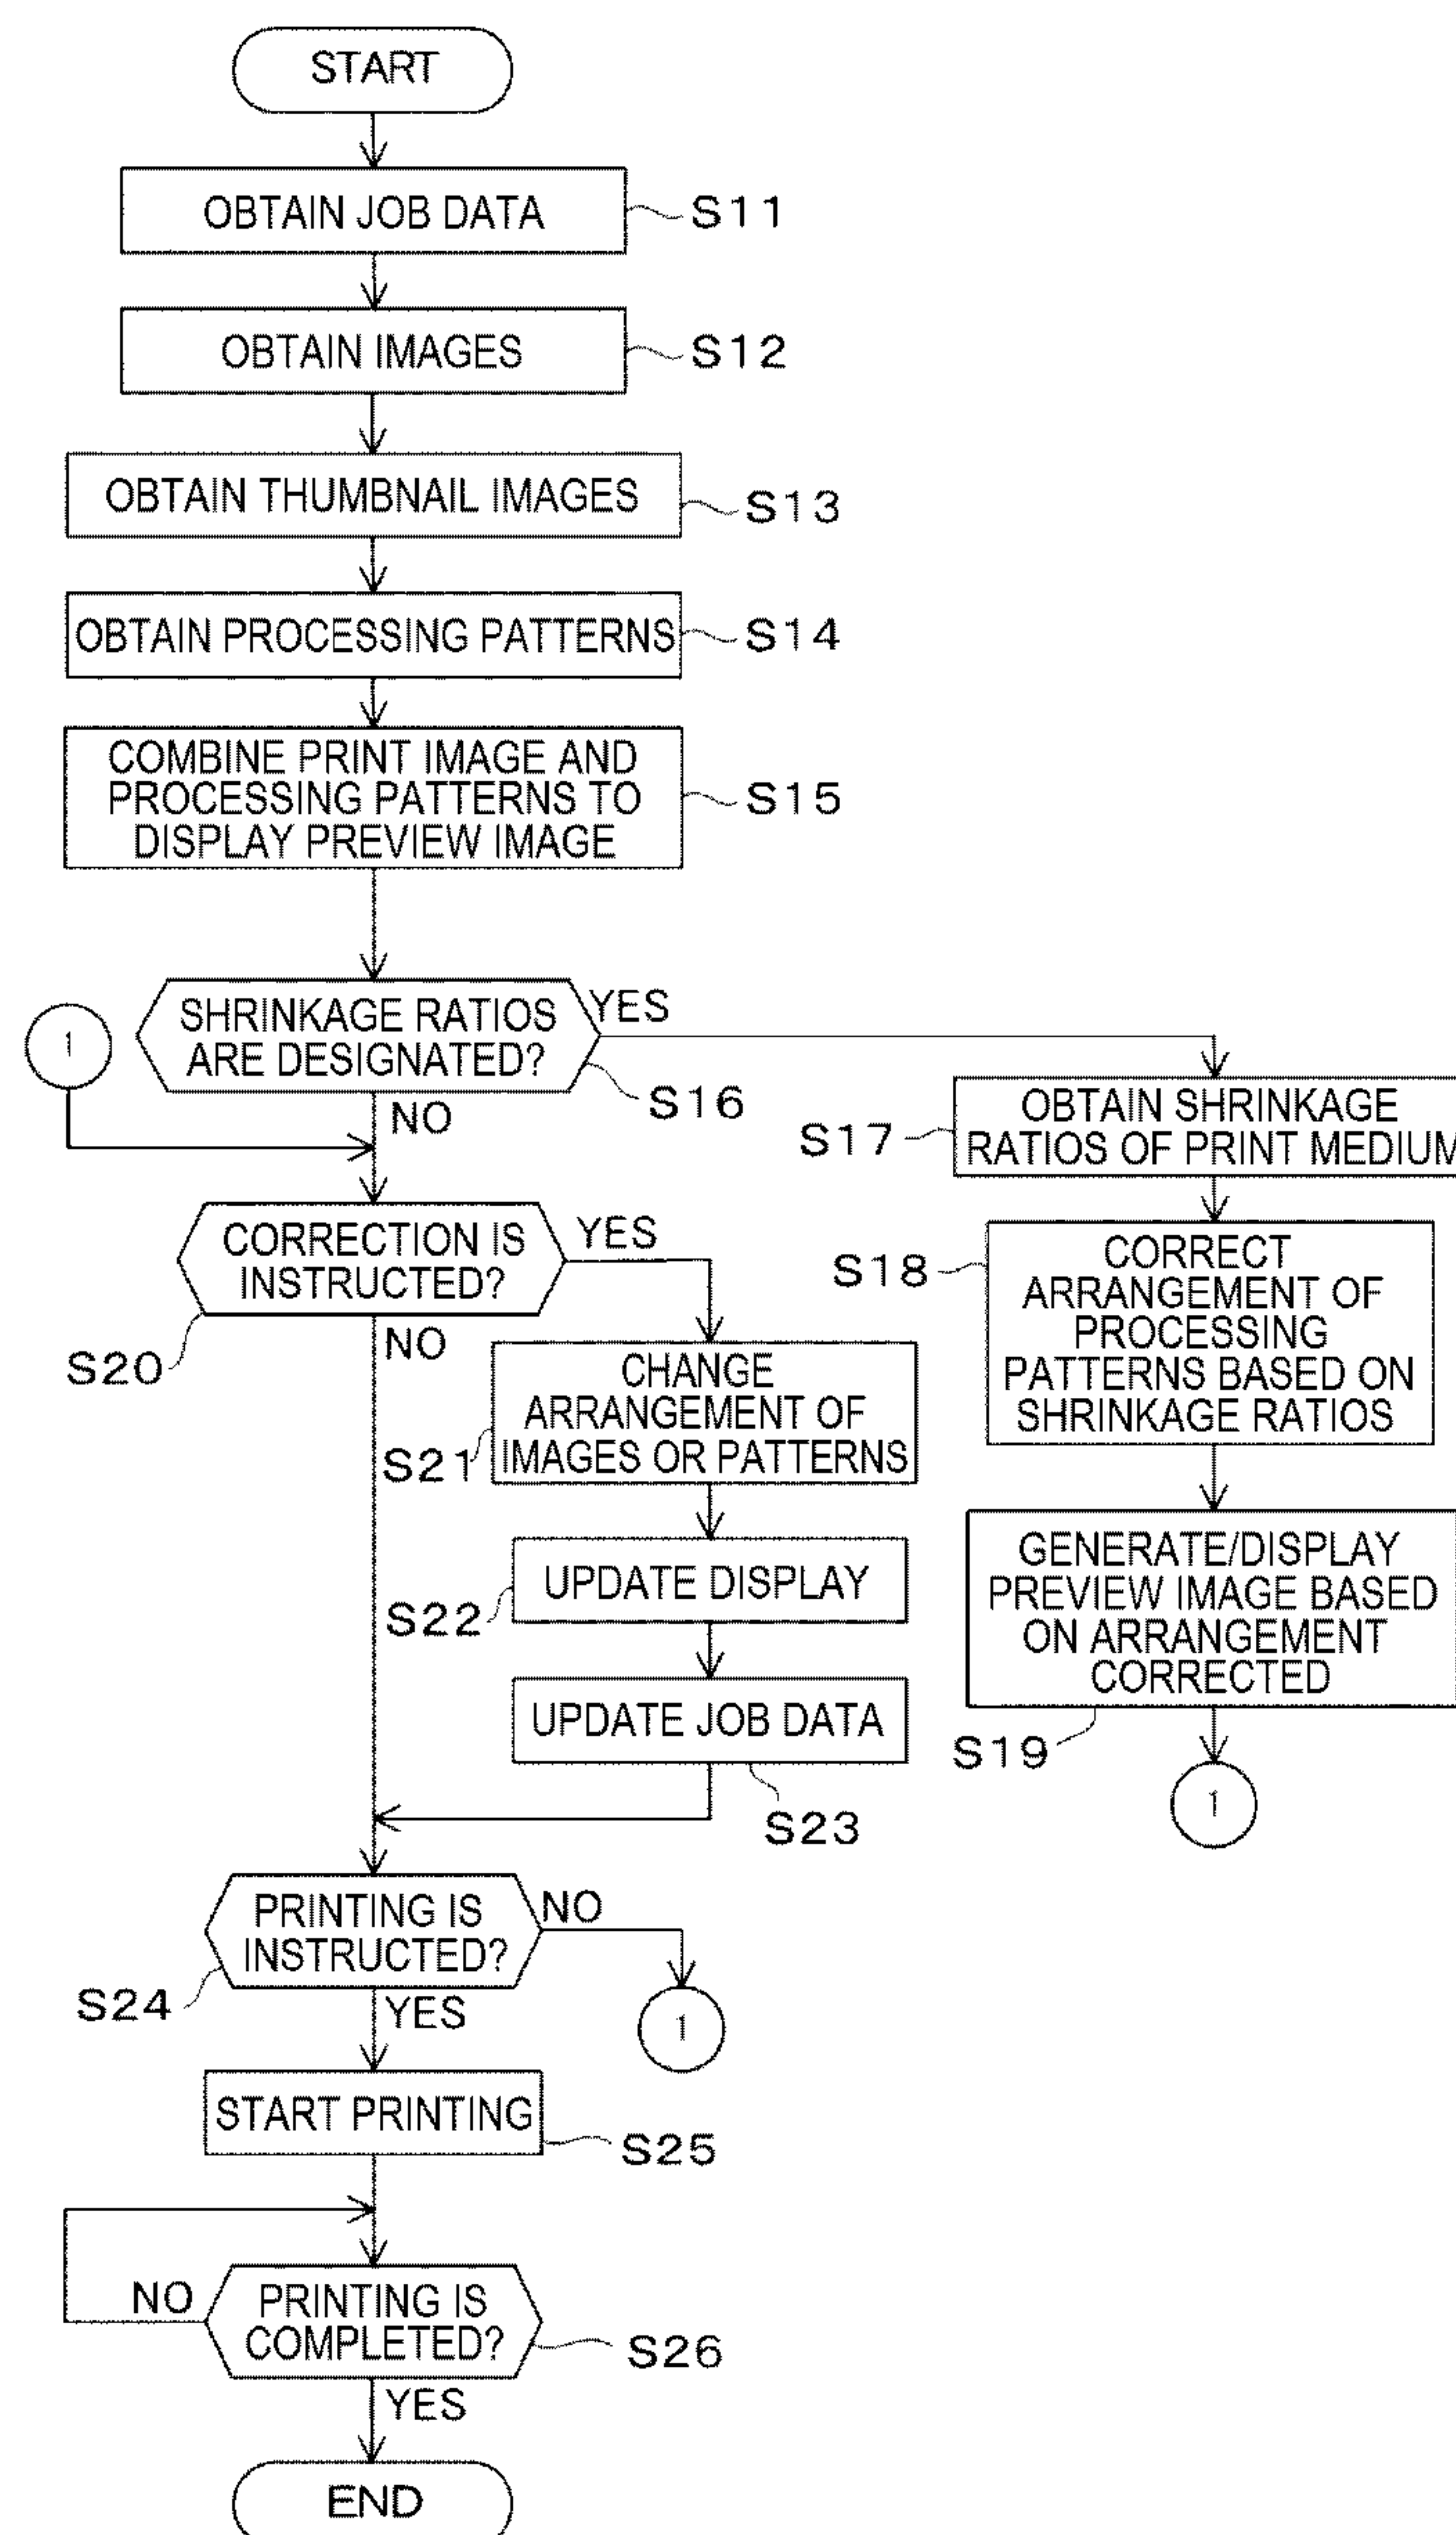 START
OBTAIN JOB DATA
S11
OBTAIN IMAGES
S12
OBTAIN THUMBNAIL IMAGES
S13
OBTAIN PROCESSING PATTERNS
S14
COMBINE PRINT IMAGE AND
PROCESSING PATTERNS TO
DISPLAY PREVIEW IMAGE
S15
1
SHRINKAGE RATIOS
ARE DESIGNATED?
YES
S16
NO
S17
OBTAIN SHRINKAGE
RATIOS OF PRINT MEDIUM
CORRECTION IS
INSTRUCTED?
YES
S20
NO
S18
CORRECT
ARRANGEMENT OF
PROCESSING
PATTERNS BASED ON
SHRINKAGE RATIOS
S21
CHANGE
ARRANGEMENT OF
IMAGES OR PATTERNS
S22
UPDATE DISPLAY
GENERATE/DISPLAY
PREVIEW IMAGE BASED
ON ARRANGEMENT
CORRECTED
S19
1
UPDATE JOB DATA
S23
PRINTING IS
INSTRUCTED?
NO
S24
YES
1
START PRINTING
S25
NO
PRINTING IS
COMPLETED?
S26
YES
END